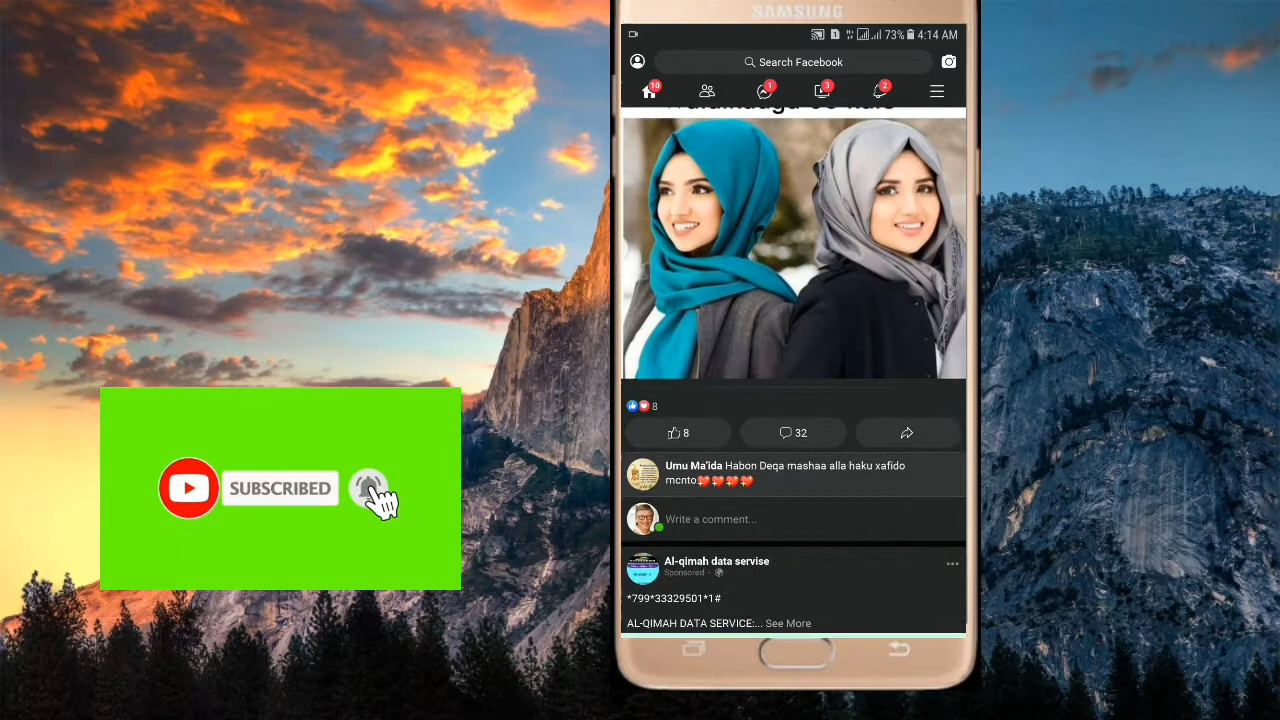 SAMSUNG
73% 4:14 AM
Search Facebook
10
1
3
2
8
8
32
Umu Ma'ida Habon Deqa mashaa alla haku xafido
mcnto
Write a comment...
Al-qimah data servise
Sponsored ·
*799*33329501*1#
AL-QIMAH DATA SERVICE:... See More
SUBSCRIBED